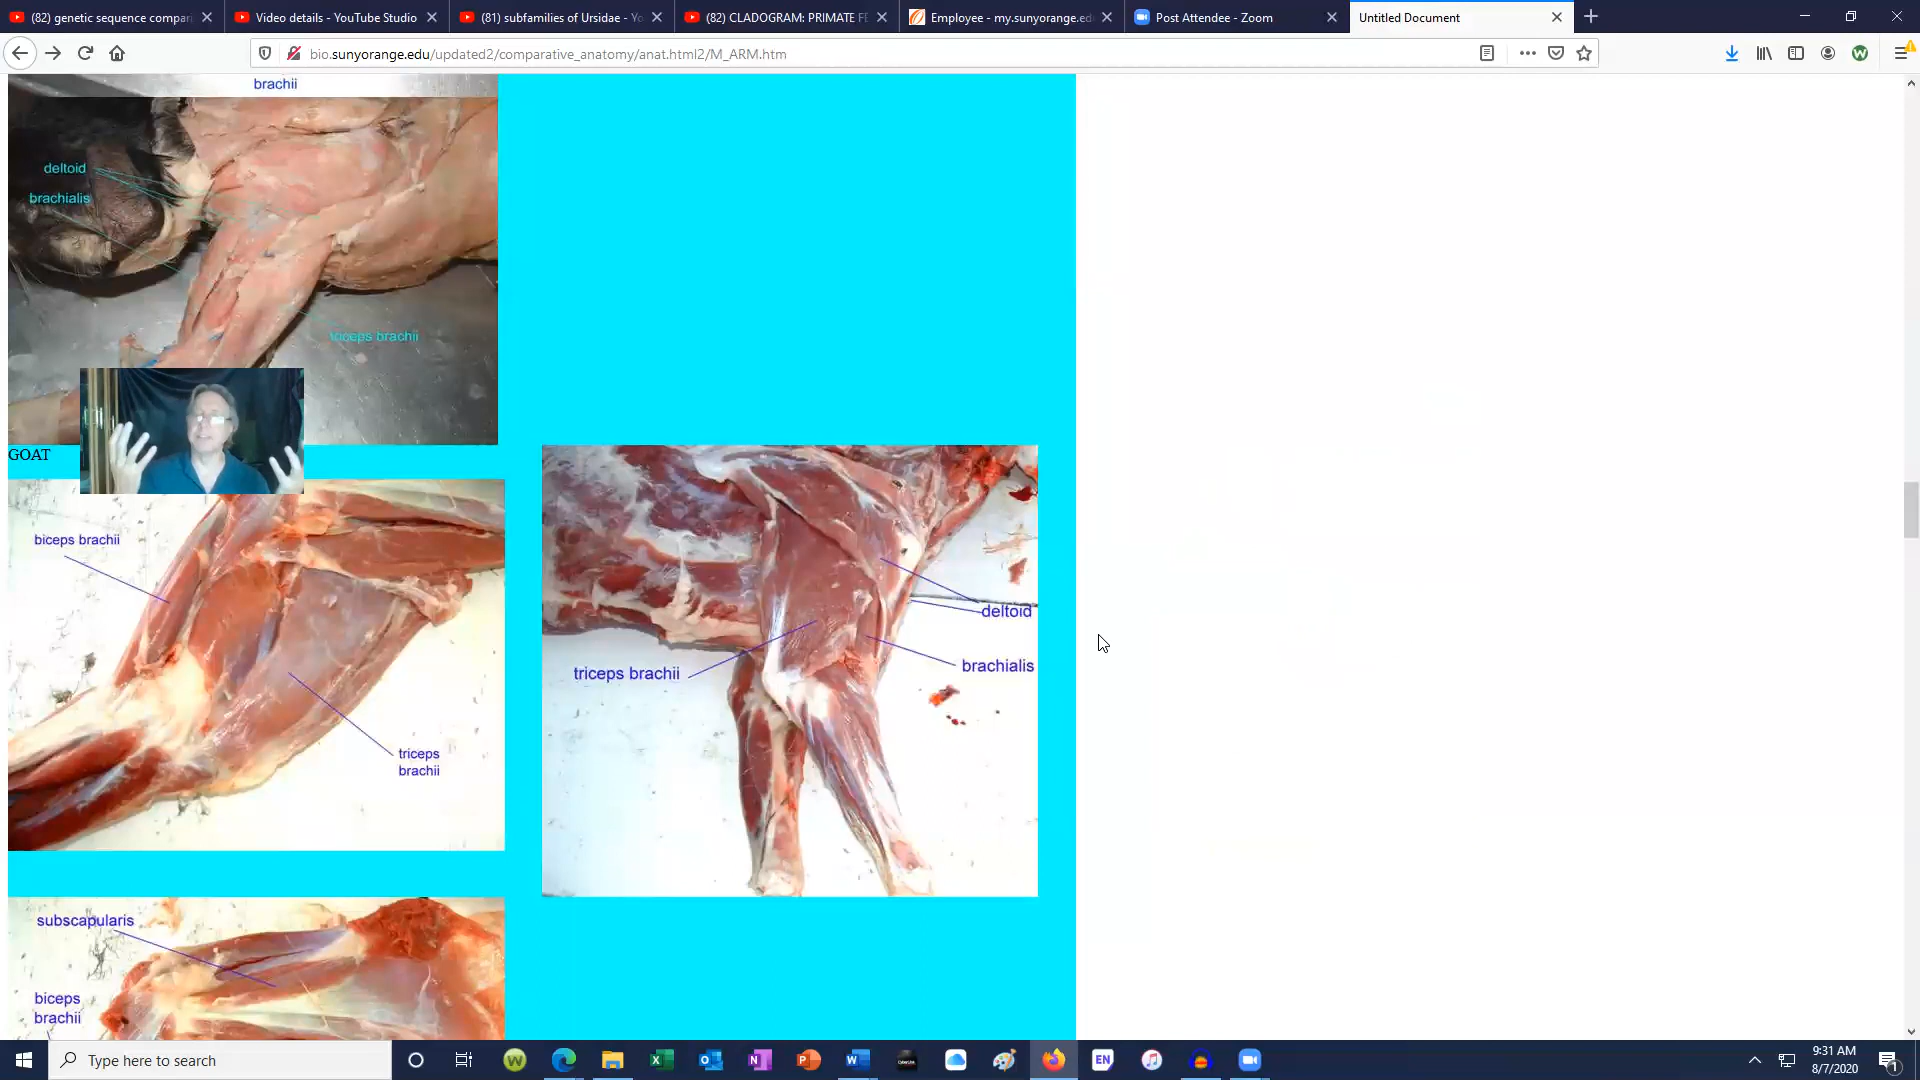 (82) genetic sequence compari
Video details - YouTube Studio
(81) subfamilies of Ursidae - Yo
(82) CLADOGRAM: PRIMATE FE
Employee - my.sunyorange.ed
Post Attendee - Zoom
Untitled Document
bio.sunyorange.edu/updated2/comparative_anatomy/anat.html2/M_ARM.htm
brachii
deltoid
brachialis
triceps brachii
GOAT
biceps brachii
triceps
brachii
deltoid
brachialis
triceps brachii
subscapularis
biceps
brachii
Type here to search
EN
9:31 AM
8/7/2020
1